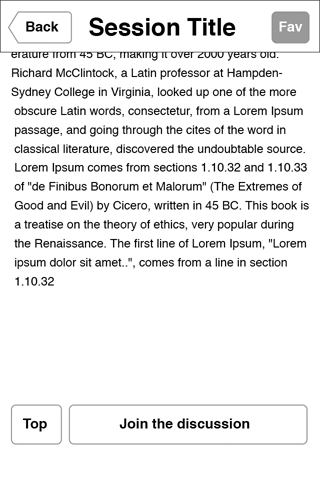 Back
Session Title
Fav
erature from 45 BC, making it over 2000 years old.
Richard McClintock, a Latin professor at Hampden-
Sydney College in Virginia, looked up one of the more
obscure Latin words, consectetur, from a Lorem Ipsum
passage, and going through the cites of the word in
classical literature, discovered the undoubtable source.
Lorem Ipsum comes from sections 1.10.32 and 1.10.33
of "de Finibus Bonorum et Malorum" (The Extremes of
Good and Evil) by Cicero, written in 45 BC. This book is
a treatise on the theory of ethics, very popular during
the Renaissance. The first line of Lorem Ipsum, "Lorem
ipsum dolor sit amet..", comes from a line in section
1.10.32
Top
Join the discussion